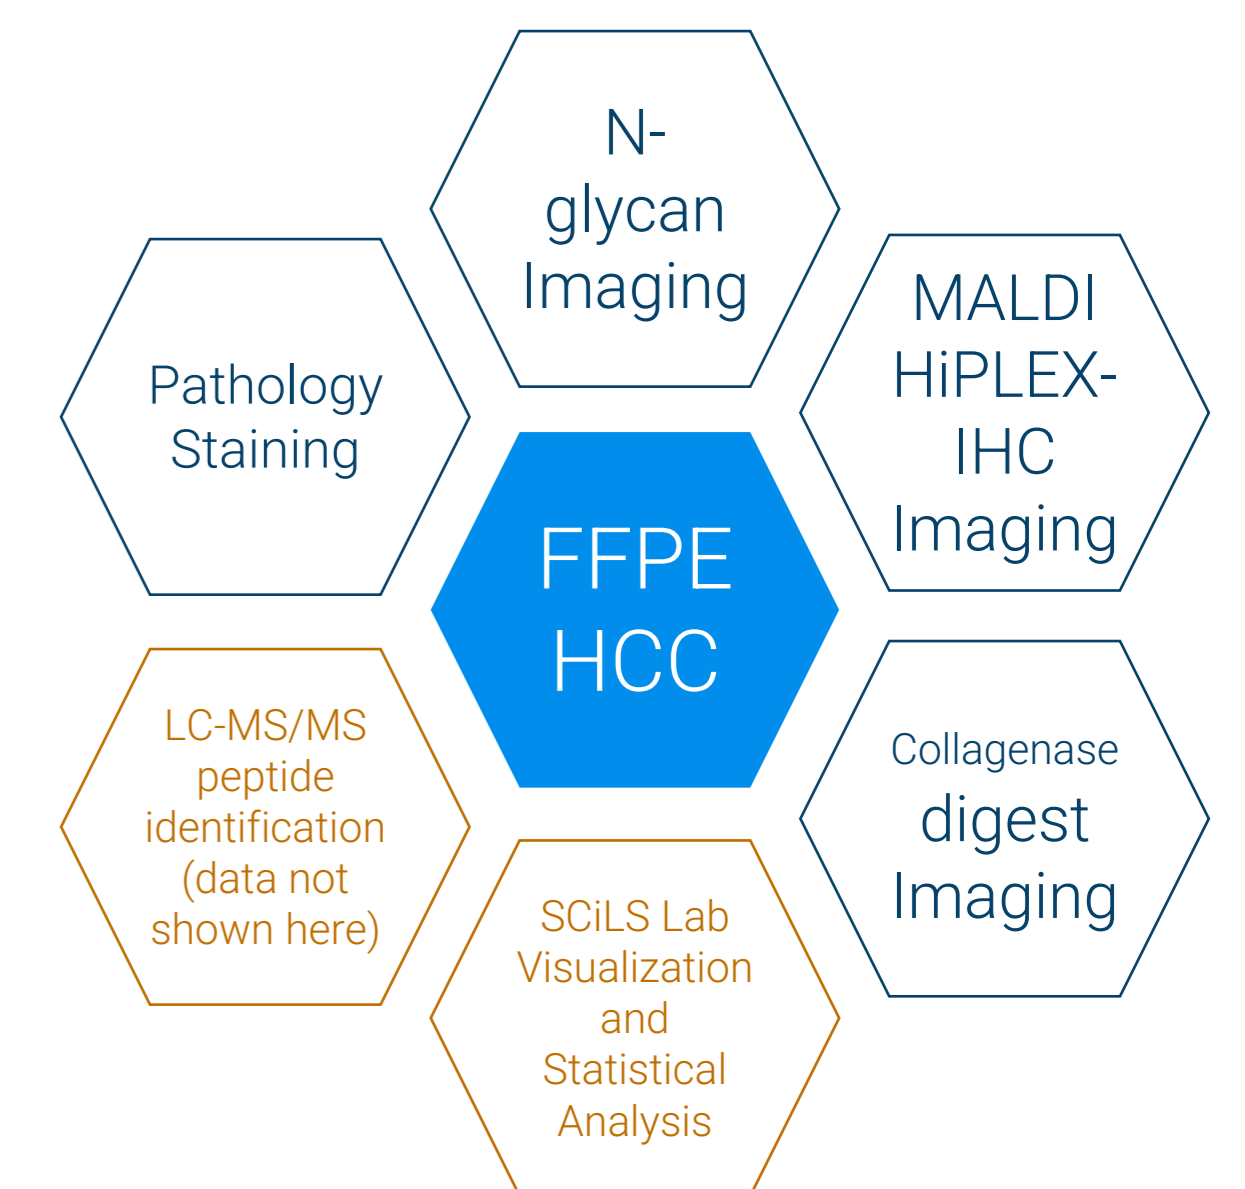 N-
glycan
Imaging
MALDI
HiPLEX-
IHC
Imaging
Pathology
Staining
FFPE
HCC
Collagenase
digest
Imaging
LC-MS/MS
peptide
identification
(data not
shown here)
SCiLS Lab
Visualization
and
Statistical
Analysis